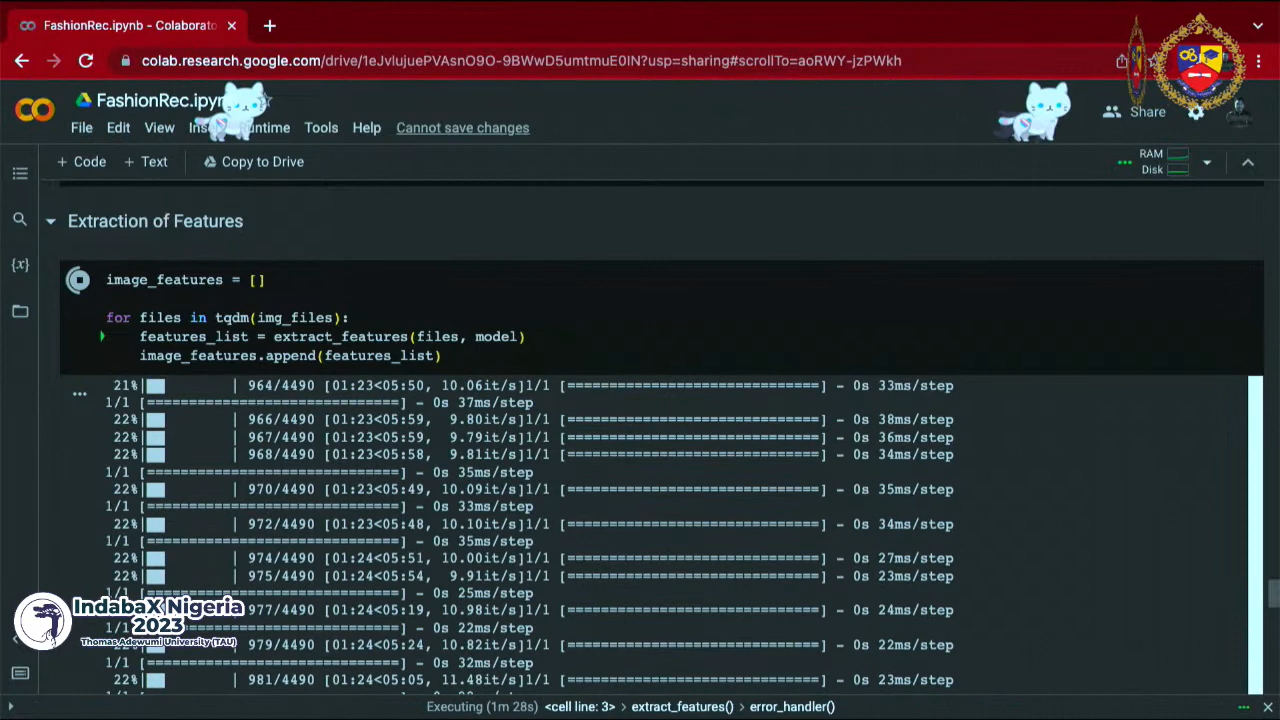 FashionRec.ipynb - Colaborato
colab.research.google.com/drive/1eJvlujuePVAsnO9O-9BWwD5umtmuE0IN?usp=sharing#scrollTo=aoRWY-jzPWkh
FashionRec.ipyn
File Edit View Inse untime Tools Help Cannot save changes
Share
+ Code + Text Copy to Drive
RAM
Disk
Extraction of Features
image_features = []
for files in tqdm(img_files):
features_list = extract_features(files, model)
image_features.append(features_list)
21%| | 964/4490 [01:23<05:50, 10.06it/s]1/1 [==============================] - 0s 33ms/step
1/1 [==============================] - 0s 37ms/step
22%| | 966/4490 [01:23<05:59, 9.80it/s]1/1 [==============================] - 0s 38ms/step
22%| | 967/4490 [01:23<05:59, 9.79it/s]1/1 [==============================] - 0s 36ms/step
22%| | 968/4490 [01:23<05:58, 9.81it/s]1/1 [==============================] - 0s 34ms/step
1/1 [==============================] - 0s 35ms/step
22%| | 970/4490 [01:23<05:49, 10.09it/s]1/1 [==============================] - 0s 35ms/step
1/1 [==============================] - 0s 33ms/step
22%| | 972/4490 [01:23<05:48, 10.10it/s]1/1 [==============================] - 0s 34ms/step
1/1 [==============================] - 0s 35ms/step
22%| | 974/4490 [01:24<05:51, 10.00it/s]1/1 [==============================] - 0s 27ms/step
22%| | 975/4490 [01:24<05:54, 9.91it/s]1/1 [==============================] - 0s 23ms/step
==============================] - 0s 25ms/step
977/4490 [01:24<05:19, 10.98it/s]1/1 [==============================] - 0s 24ms/step
==============================] - 0s 22ms/step
979/4490 [01:24<05:24, 10.82it/s]1/1 [==============================] - 0s 22ms/step
1/1 [==============================] - 0s 32ms/step
22%| | 981/4490 [01:24<05:05, 11.48it/s]1/1 [==============================] - 0s 23ms/step
IndabaX Nigeria
2023
Thomas Adewumi University (TAU)
Executing (1m 28s) <cell line: 3> > extract_features() > error_handler()